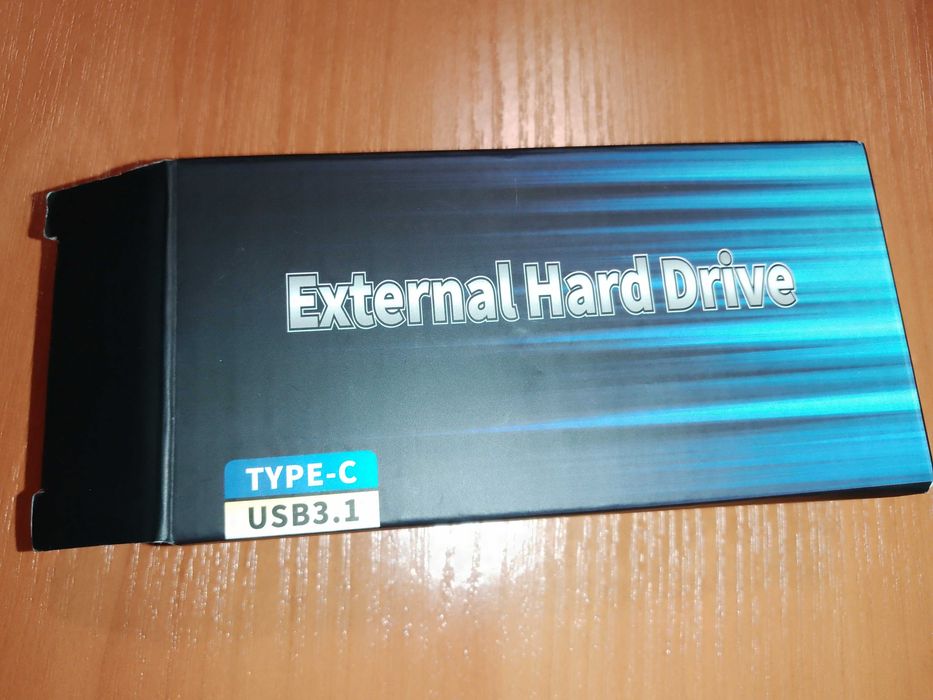 External Hard Drive
TYPE-C
USB3.1